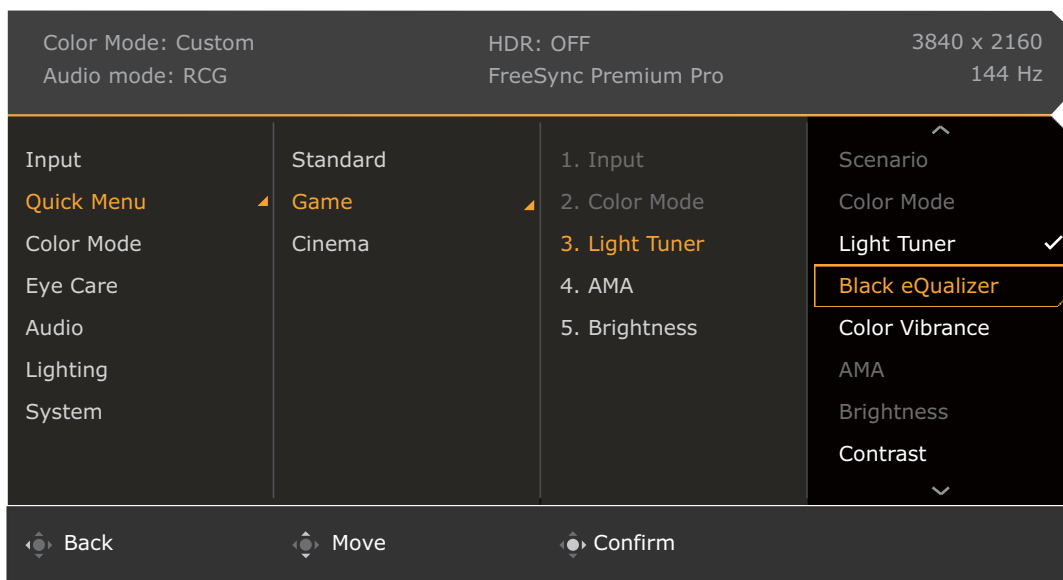 Color Mode: Custom
HDR: OFF
3840 x 2160
Audio mode: RCG
FreeSync Premium Pro
144 Hz
Input
Quick Menu
Color Mode
Eye Care
Audio
Lighting
System
Standard
Game
Cinema
1. Input
2. Color Mode
3. Light Tuner
4. AMA
5. Brightness
Scenario
Color Mode
Light Tuner
Black eQualizer
Color Vibrance
AMA
Brightness
Contrast
Back
Move
Confirm